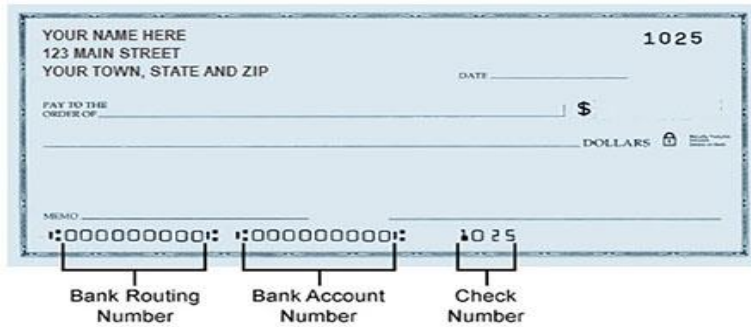 YOUR NAME HERE 1025
123 MAIN STREET
YOUR TOWN, STATE AND ZIP
DATE
PAY TO THE
ORDER OF $
DOLLARS
MEMO
⑆000000000⑆ ⑆000000000⑆ 1025
Bank Routing Number
Bank Account Number
Check Number